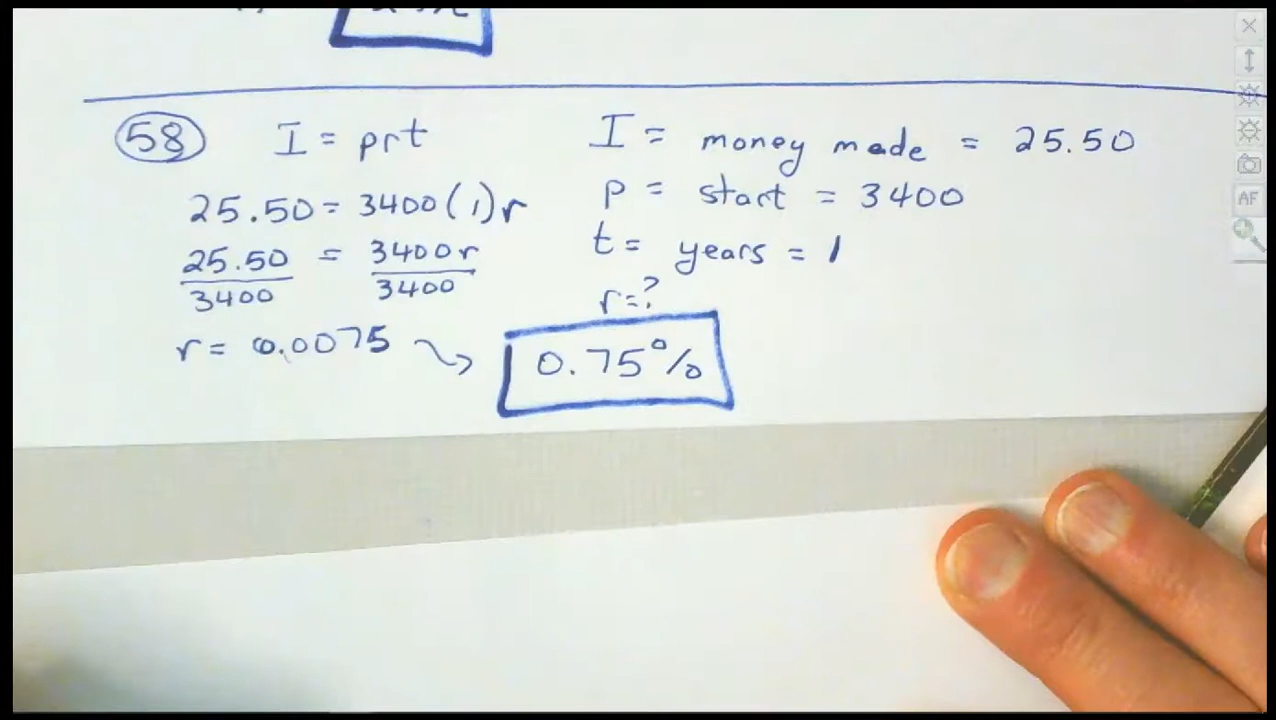 58 I = prt
25.50 = 3400(1)r
25.50 = 3400r
3400 3400
r = 0.0075
I = money made = 25.50
p = start = 3400
t = years = 1
r=?
0.75%
AF